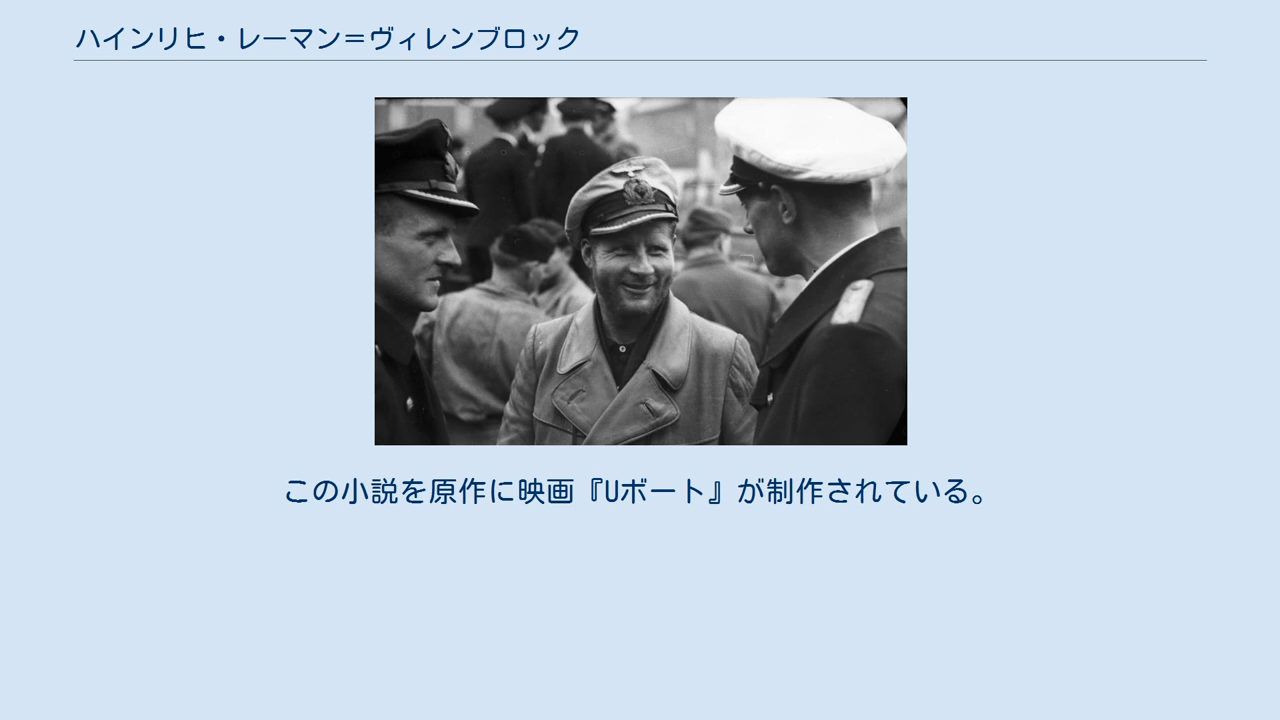 ハインリヒ・レーマン＝ヴィレンブロック
この小説を原作に映画『Uボート』が制作されている。